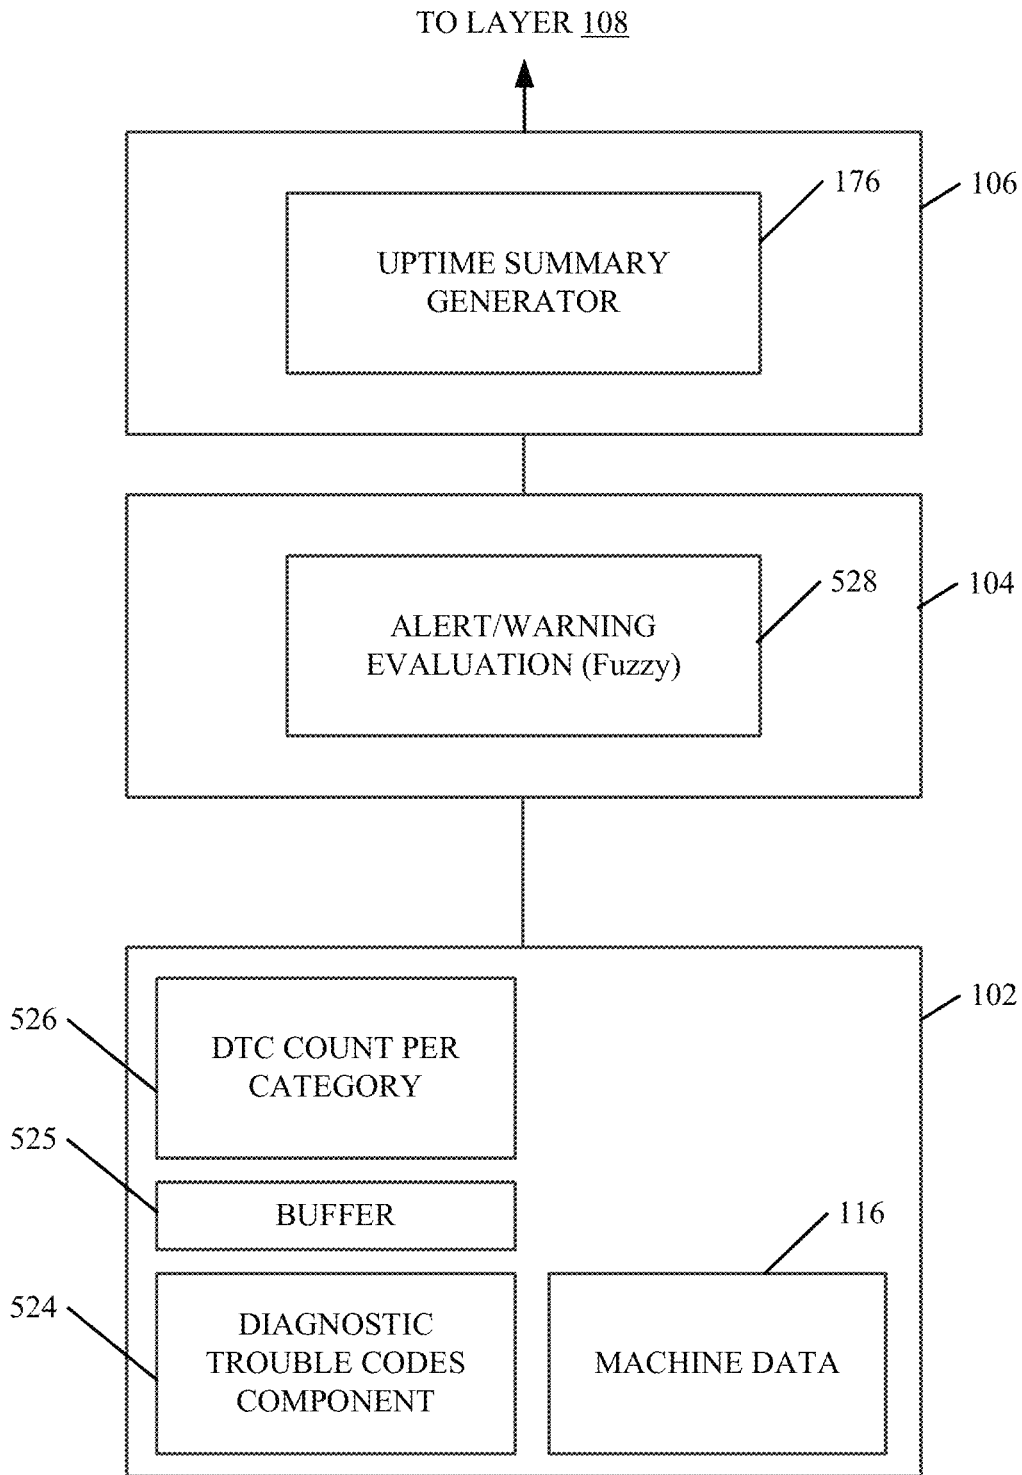 TO LAYER 108
176
106
UPTIME SUMMARY
GENERATOR
528
104
ALERT/WARNING
EVALUATION (Fuzzy)
102
526
DTC COUNT PER
CATEGORY
525
BUFFER
116
524
DIAGNOSTIC
TROUBLE CODES
COMPONENT
MACHINE DATA